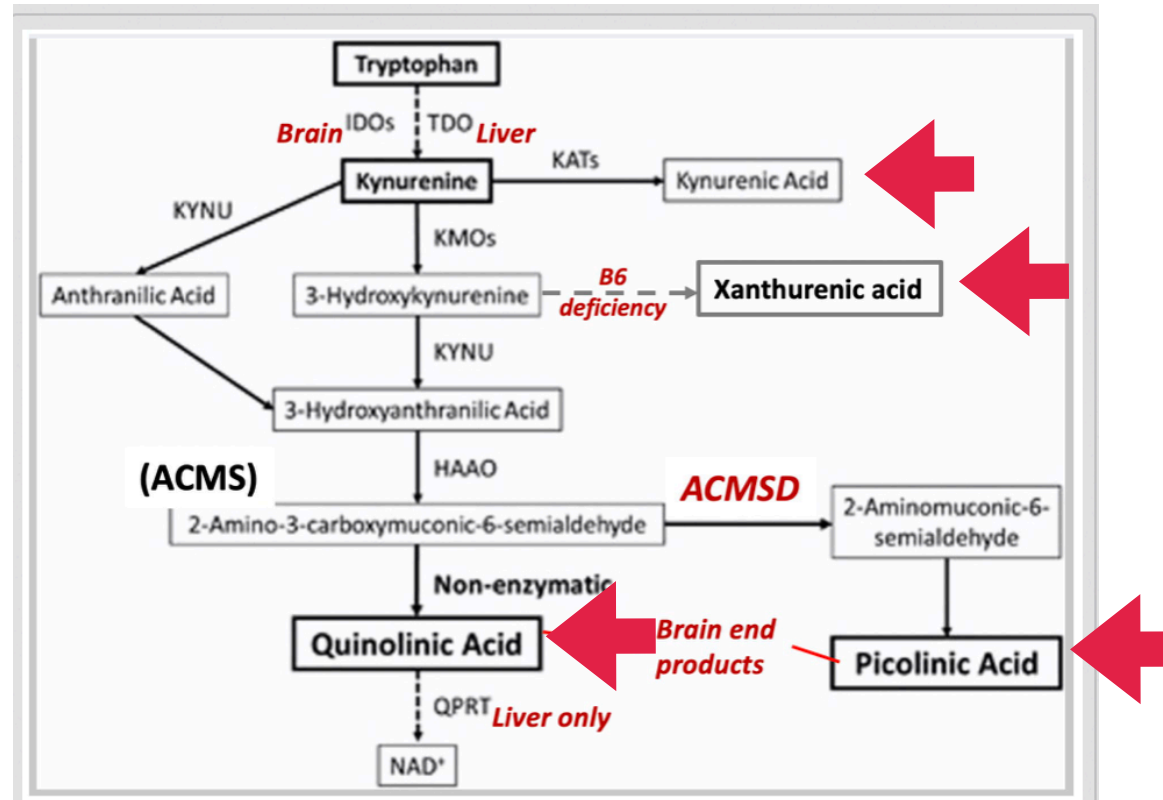 Tryptophan
Brain IDOs TDO Liver
Kynurenine
KATs
Kynurenic Acid
KYNU
KMOs
Anthranilic Acid
3-Hydroxykynurenine
B6
deficiency
Xanthurenic acid
KYNU
3-Hydroxyanthranilic Acid
HAAO
(ACMS)
ACMSD
2-Amino-3-carboxymuconic-6-semialdehyde
2-Aminomuconic-6-
semialdehyde
Non-enzymatic
Quinolinic Acid
Brain end
products
Picolinic Acid
QPRT Liver only
NAD⁺